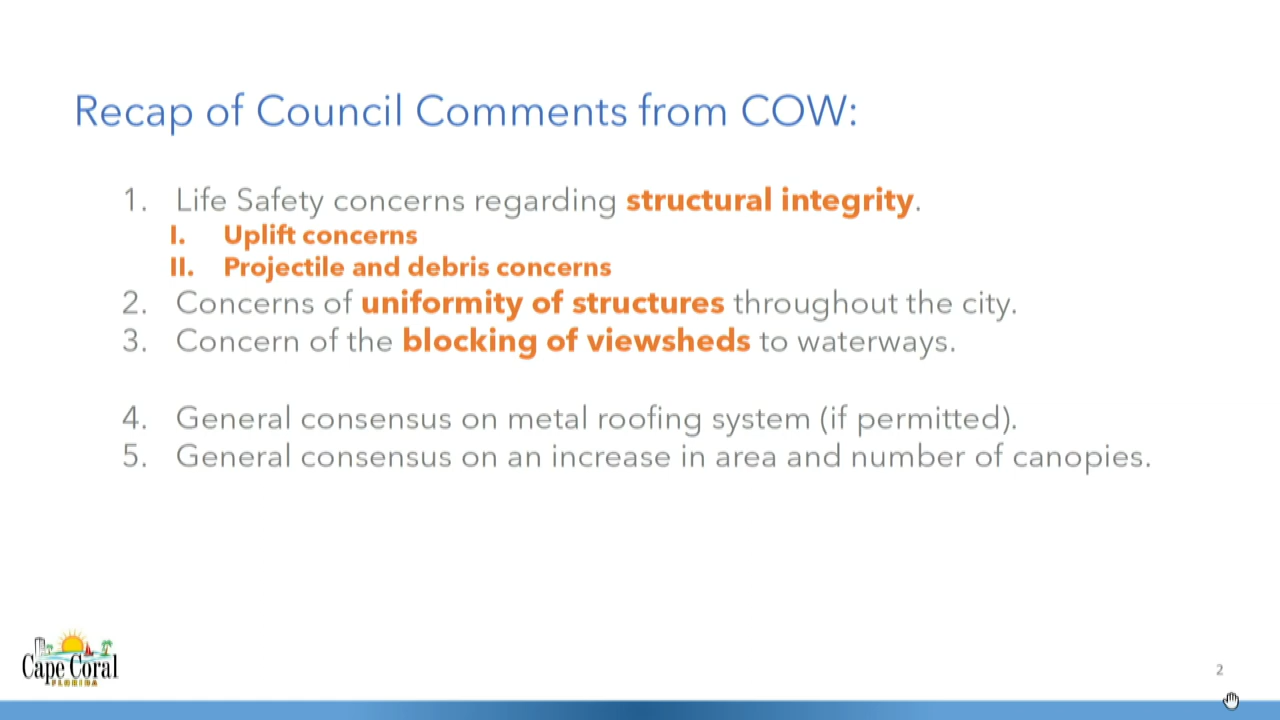 Recap of Council Comments from COW:
1. Life Safety concerns regarding structural integrity.
I. Uplift concerns
II. Projectile and debris concerns
2. Concerns of uniformity of structures throughout the city.
3. Concern of the blocking of viewsheds to waterways.
4. General consensus on metal roofing system (if permitted).
5. General consensus on an increase in area and number of canopies.
Cape Coral
FLORIDA
2